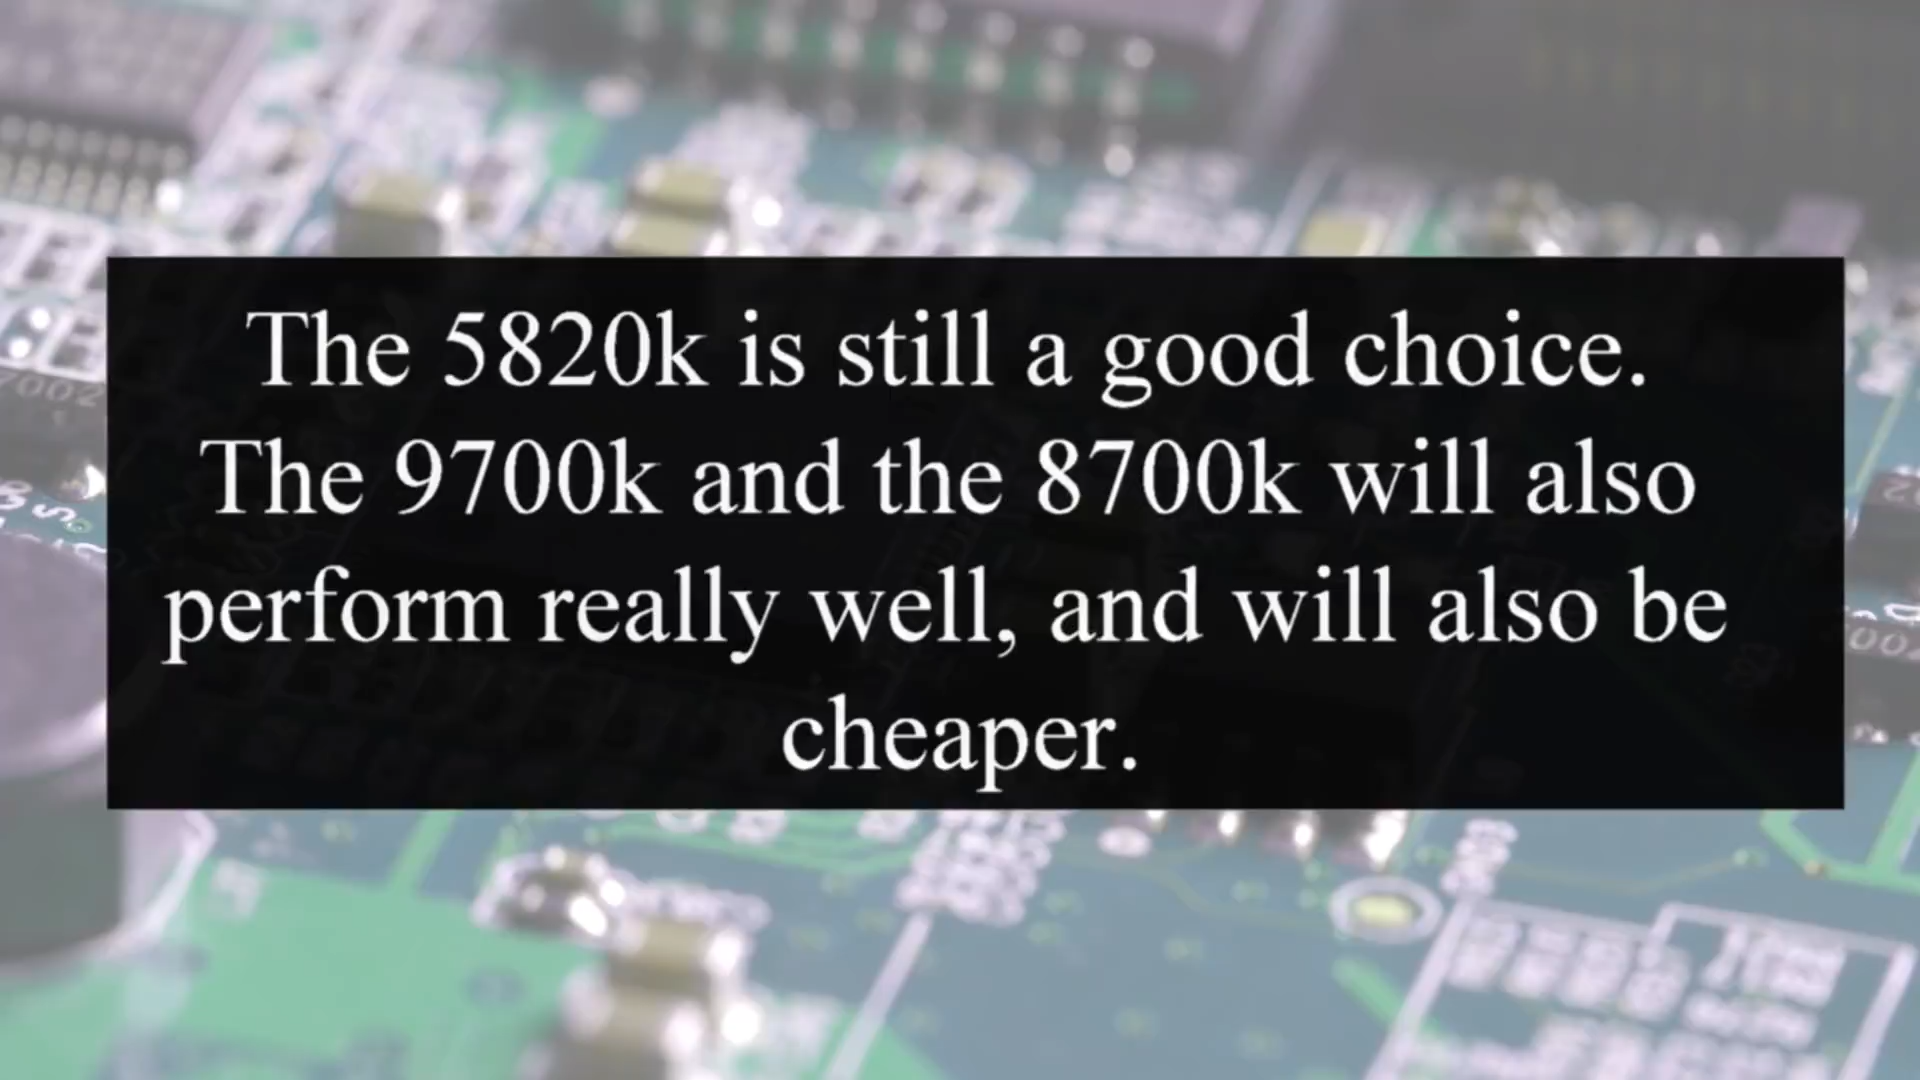 The 5820k is still a good choice.
The 9700k and the 8700k will also
perform really well, and will also be
cheaper.